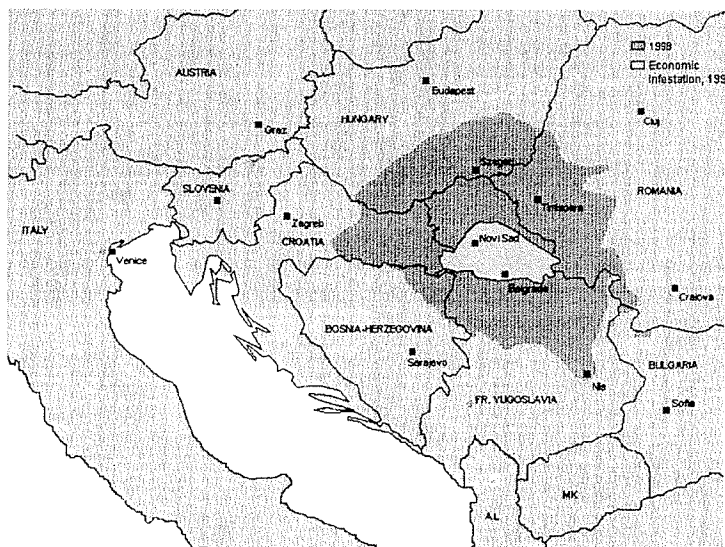 1998
Economic
AUSTRIA
Budapest
Infestation, 199
Graz
HUNGARY
Cluj
Szeged
SLOVENIA
ROMANIA
Timisoara
ITALY
Zagreb
CROATIA
Novi Sad
Venice
Belgrade
Craiova
BOSNIA-HERZEGOVINA
Sarajevo
BULGARIA
Nis
FR. YUGOSLAVIA
Sofia
MK
AL